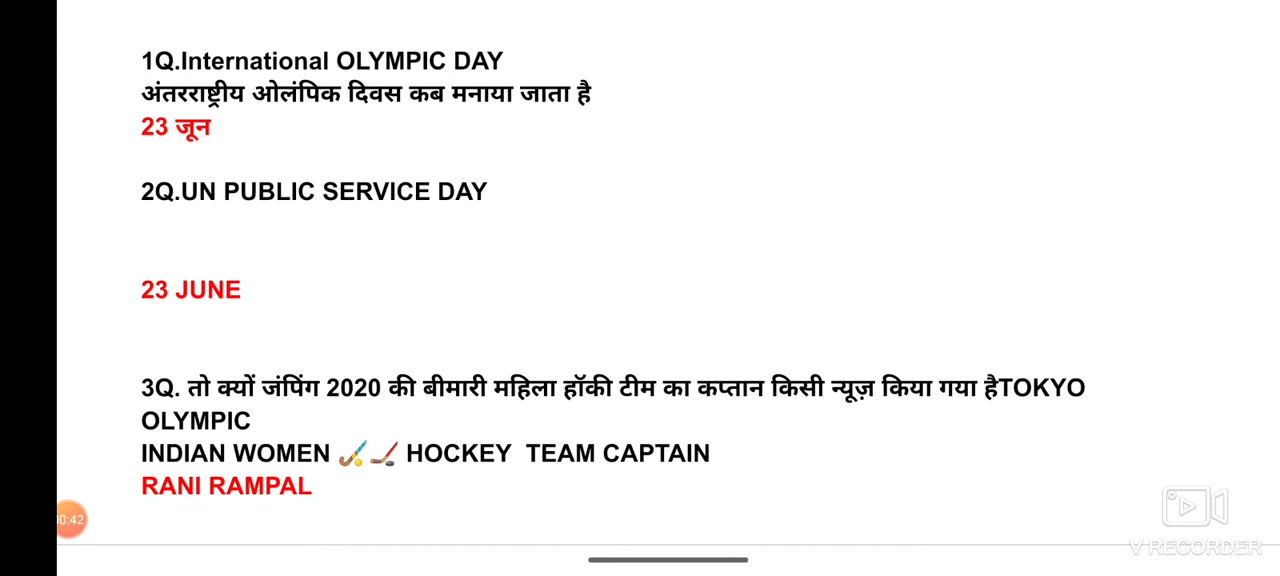 1Q.International OLYMPIC DAY
अंतरराष्ट्रीय ओलंपिक दिवस कब मनाया जाता है
23 जून
2Q.UN PUBLIC SERVICE DAY
23 JUNE
3Q. तो क्यों जंपिंग 2020 की बीमारी महिला हॉकी टीम का कप्तान किसी न्यूज़ किया गया हैTOKYO
OLYMPIC
INDIAN WOMEN 🏑🏒 HOCKEY TEAM CAPTAIN
RANI RAMPAL
00:42
V RECORDER